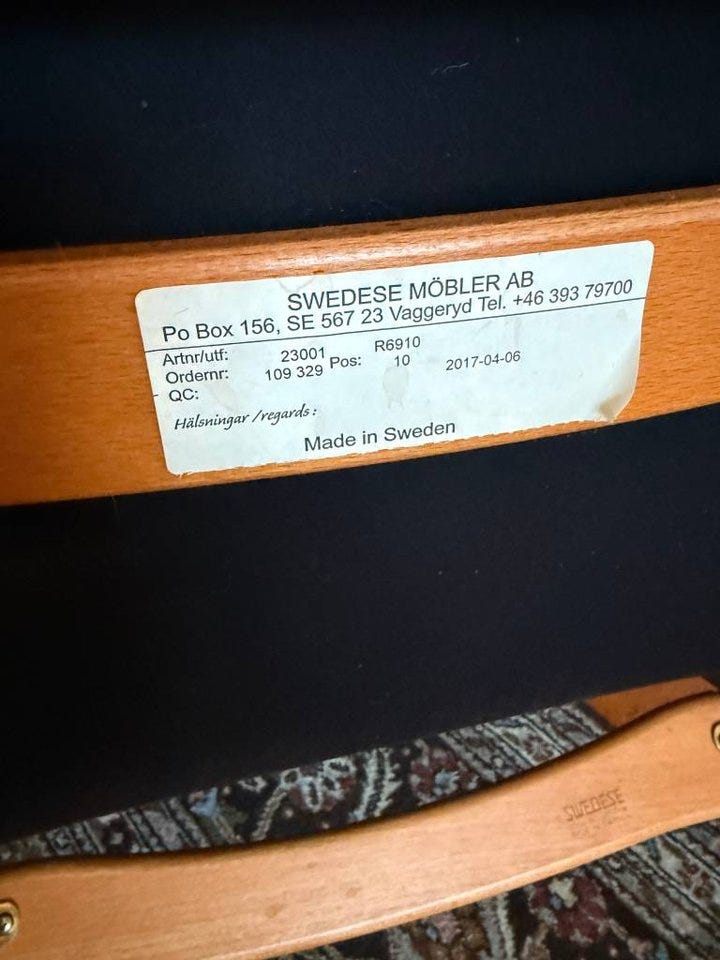 SWEDESE MÖBLER AB
Po Box 156, SE 567 23 Vaggeryd Tel. +46 393 79700
Artnr/utf: 23001 R6910
Ordernr: 109 329 Pos: 10 2017-04-06
QC:
Hälsningar /regards :
Made in Sweden
SWEDESE